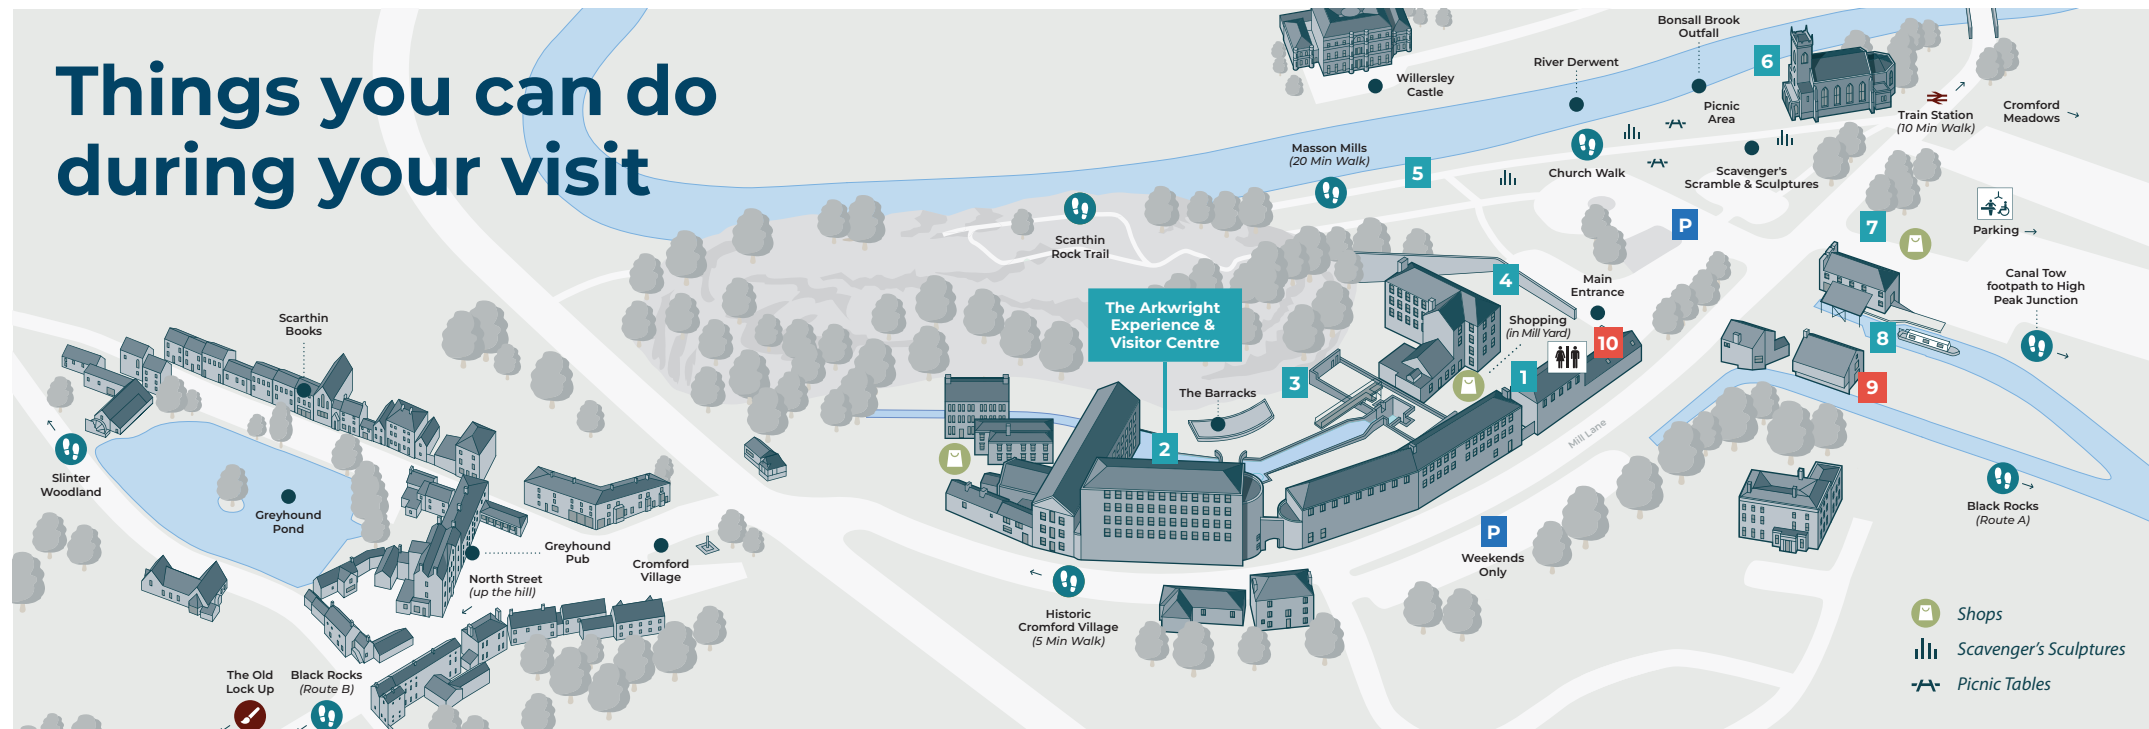 Things you can do
during your visit
Bonsall Brook
Outfall
River Derwent
6
Willersley
Castle
Picnic
Area
Train Station
(10 Min Walk)
Cromford
Meadows
Masson Mills
(20 Min Walk)
5
Church Walk
Scavenger's
Scramble & Sculptures
Scarthin
Rock Trail
P
7
Parking
4
Main
Entrance
Canal Tow
footpath to High
Peak Junction
The Arkwright
Experience &
Visitor Centre
Shopping
(in Mill Yard)
10
8
Scarthin
Books
3
1
9
The Barracks
2
Mill Lane
Slinter
Woodland
Greyhound
Pond
Greyhound
Pub
Cromford
Village
North Street
(up the hill)
P
Weekends
Only
Black Rocks
(Route A)
Historic
Cromford Village
(5 Min Walk)
The Old
Lock Up
Black Rocks
(Route B)
Shops
Scavenger's Sculptures
Picnic Tables